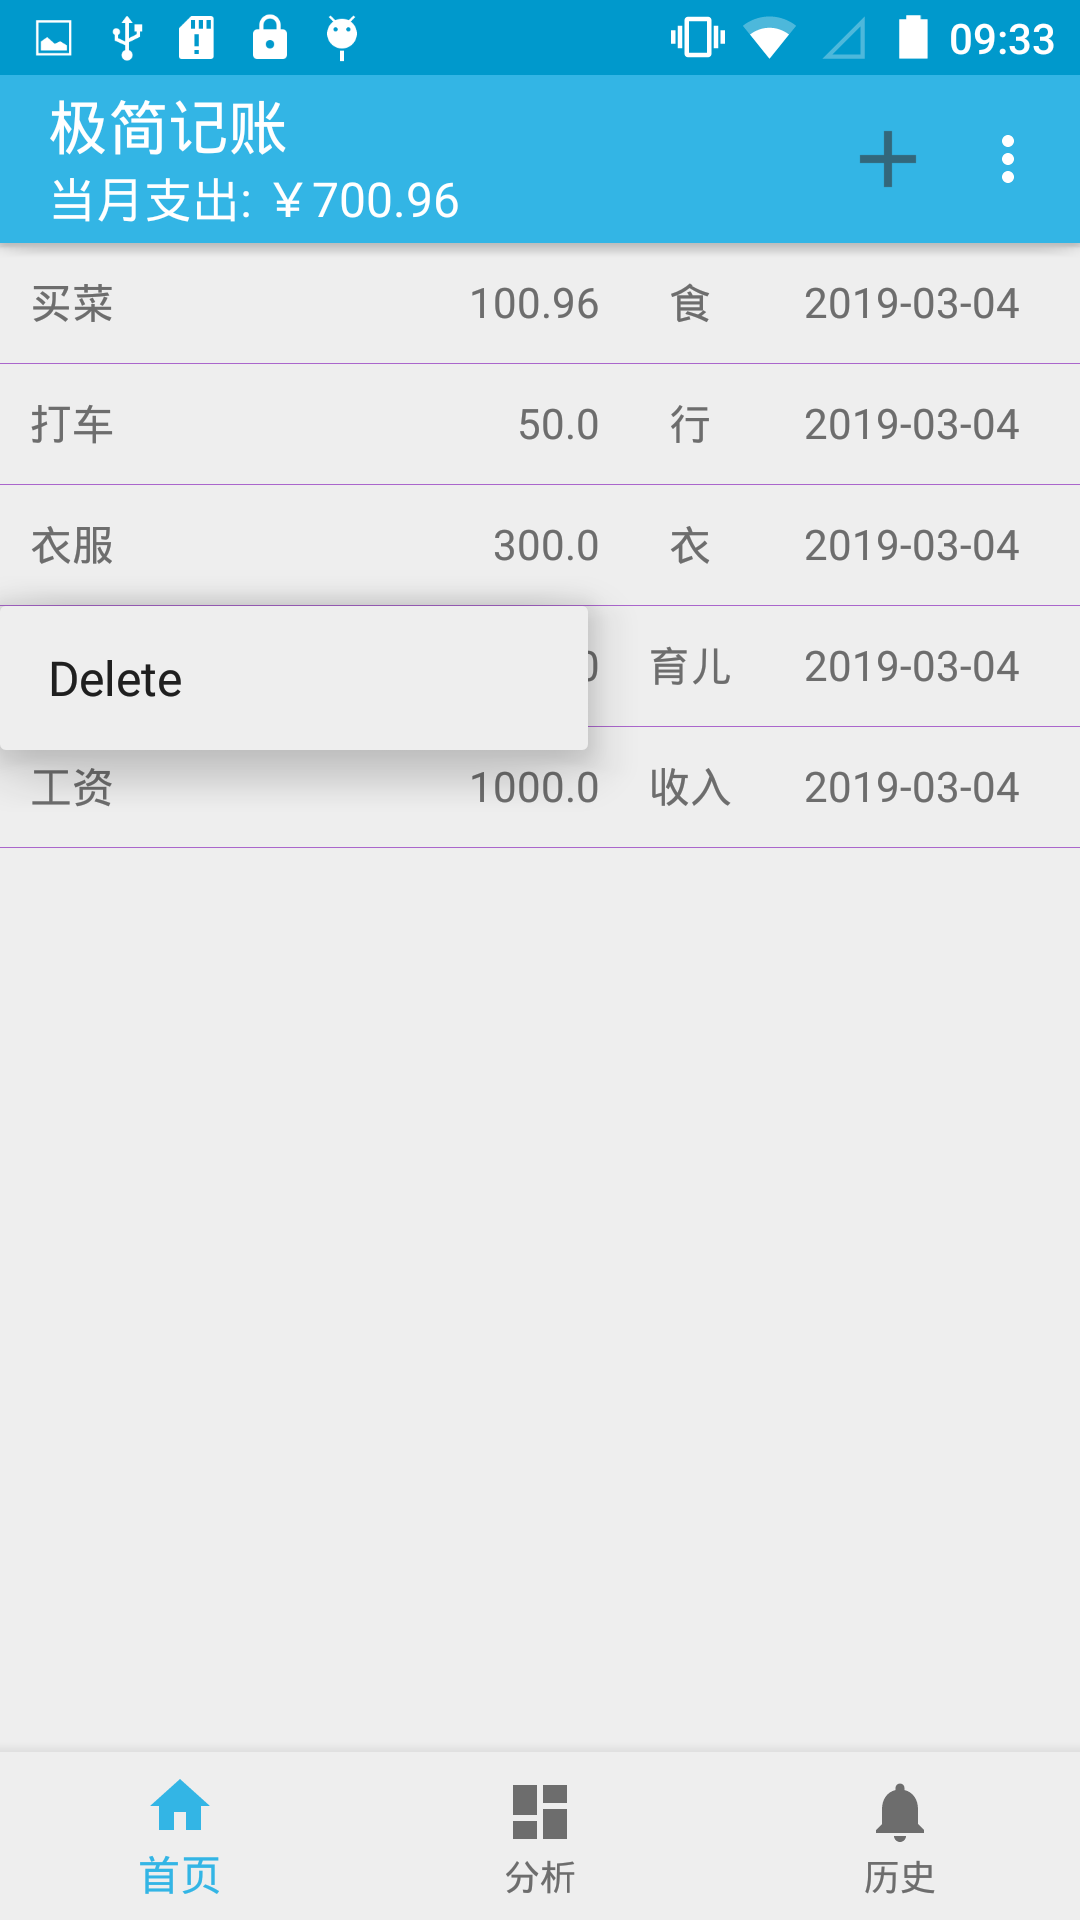 09:33
极简记账
当月支出: ￥700.96
买菜 100.96 食 2019-03-04
打车 50.0 行 2019-03-04
衣服 300.0 衣 2019-03-04
育儿 2019-03-04
Delete
工资 1000.0 收入 2019-03-04
首页 分析 历史